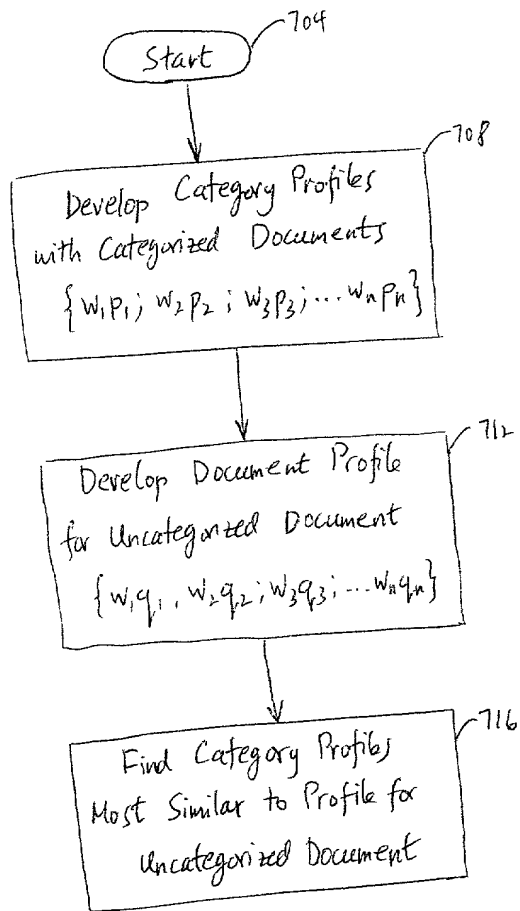 704
Start
708
Develop Category Profiles
with Categorized Documents
{w₁p₁; w₂p₂; w₃p₃; ... wₙpₙ}
712
Develop Document Profile
for Uncategorized Document
{w₁q₁, w₂q₂; w₃q₃; ... wₙqₙ}
716
Find Category Profiles
Most Similar to Profile for
Uncategorized Document